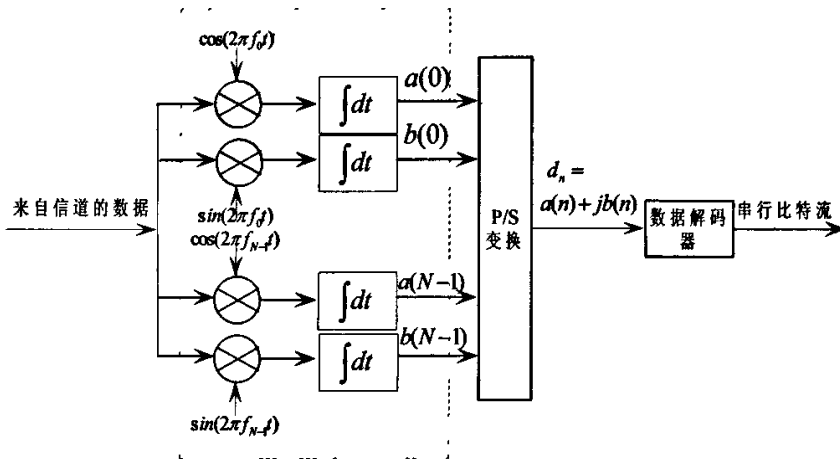 cos(2πf₀t)
∫dt
a(0)
∫dt
b(0)
来自信道的数据
sin(2πf₀t)
cos(2πf_{N-1}t)
∫dt
a(N-1)
∫dt
b(N-1)
sin(2πf_{N-1}t)
P/S
变换
d_n =
a(n)+jb(n)
数据解码
器
串行比特流